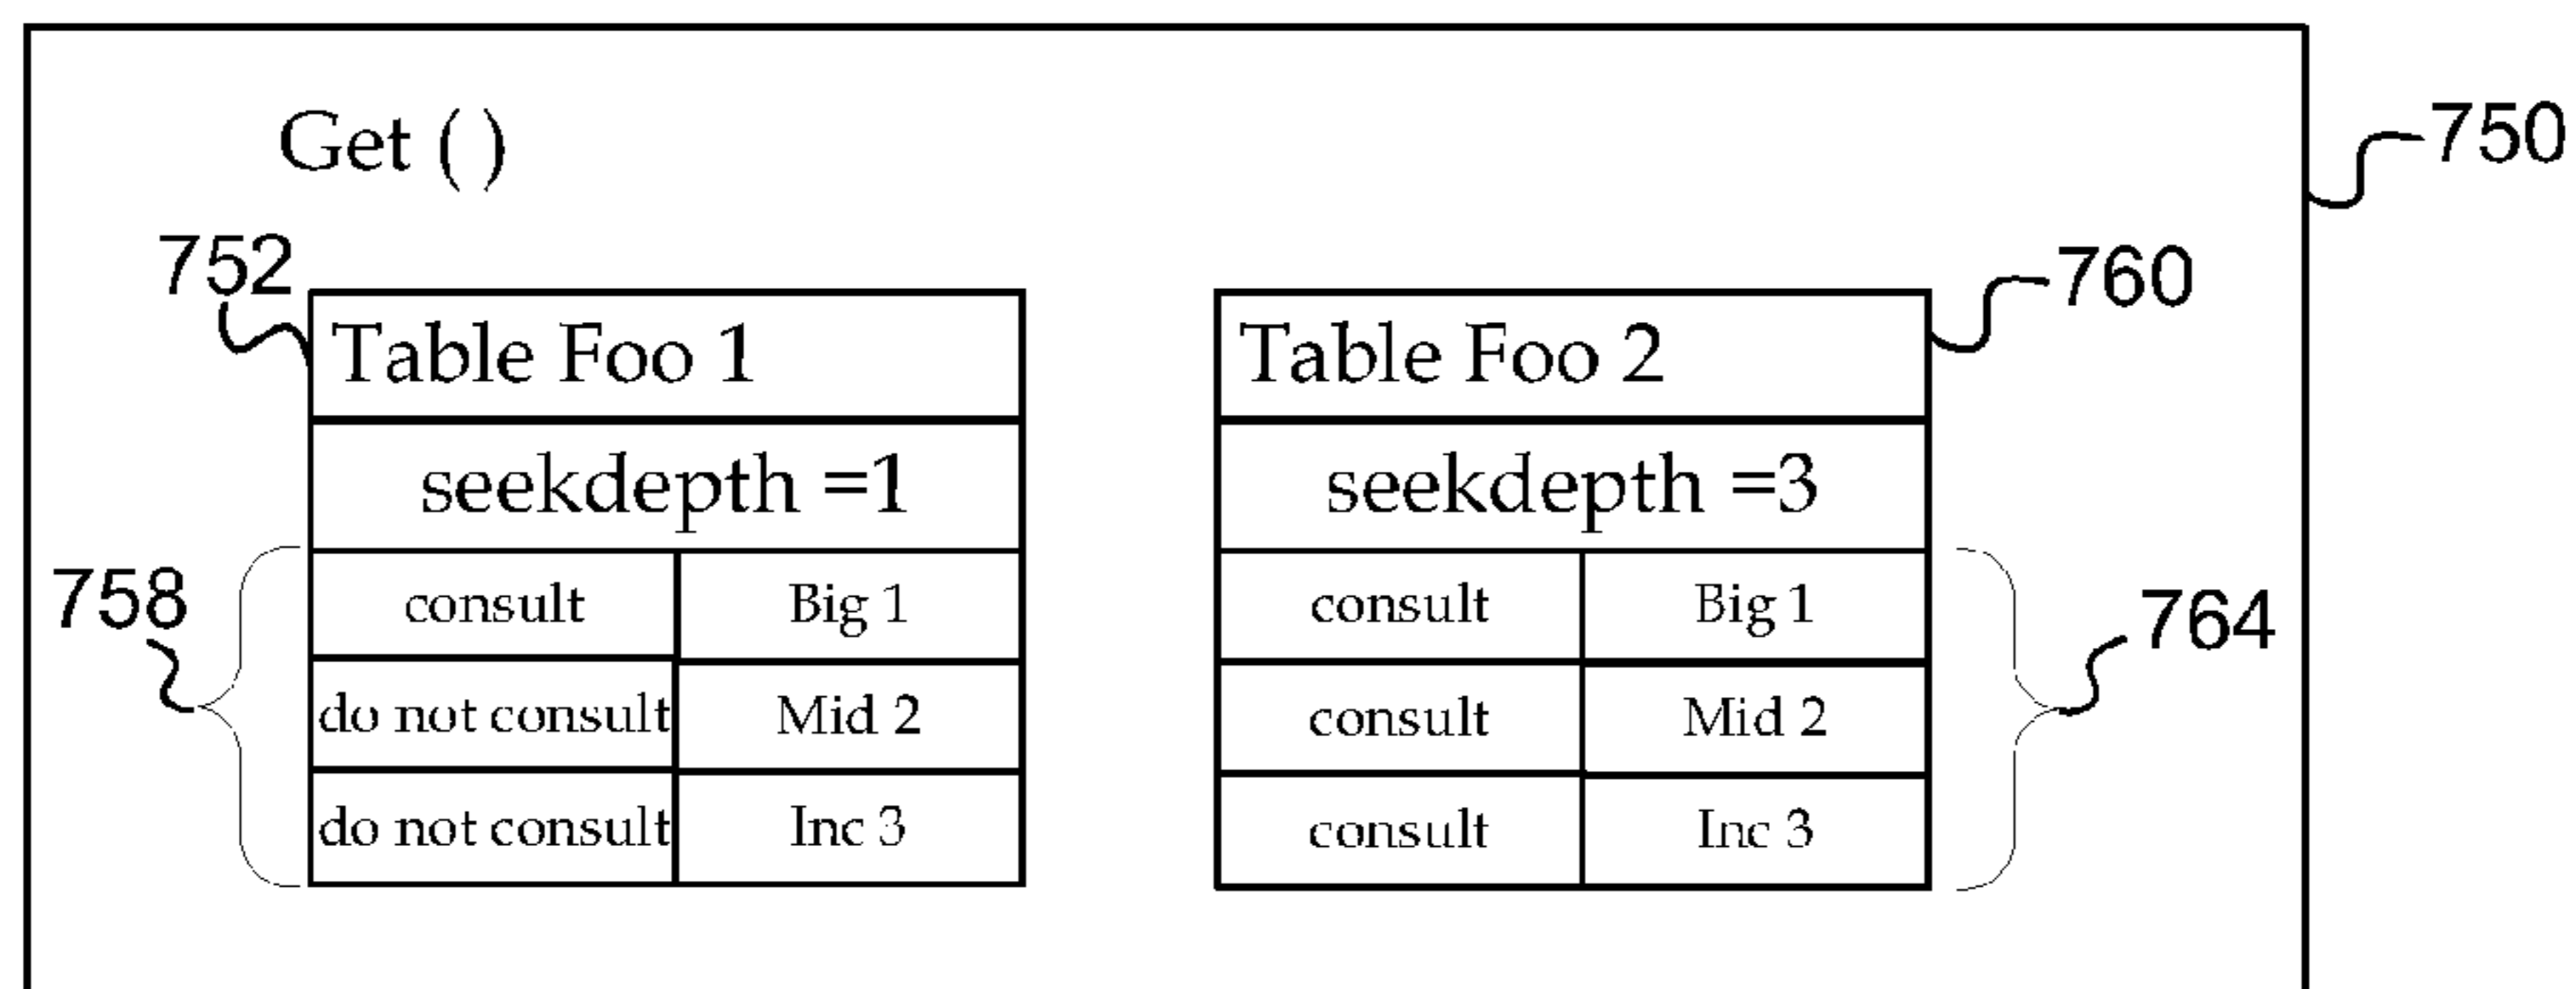 Get ( )
750
752
760
Table Foo 1
Table Foo 2
seekdepth =1
seekdepth =3
758
consult Big 1
consult Big 1
764
do not consult Mid 2
consult Mid 2
do not consult Inc 3
consult Inc 3